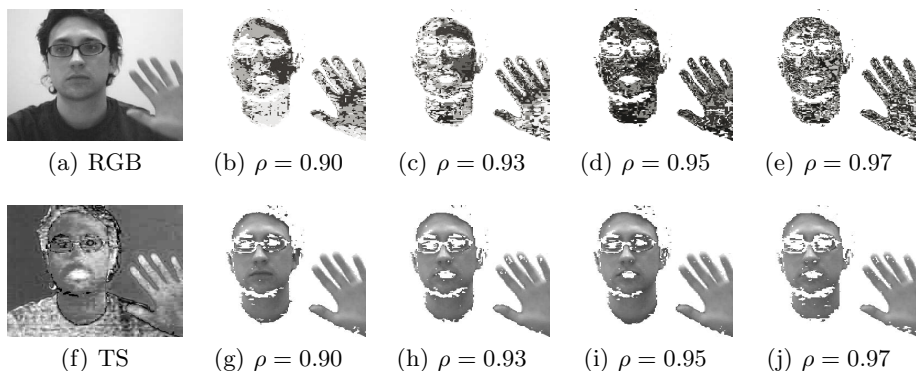 (a) RGB
(b) ρ = 0.90
(c) ρ = 0.93
(d) ρ = 0.95
(e) ρ = 0.97
(f) TS
(g) ρ = 0.90
(h) ρ = 0.93
(i) ρ = 0.95
(j) ρ = 0.97